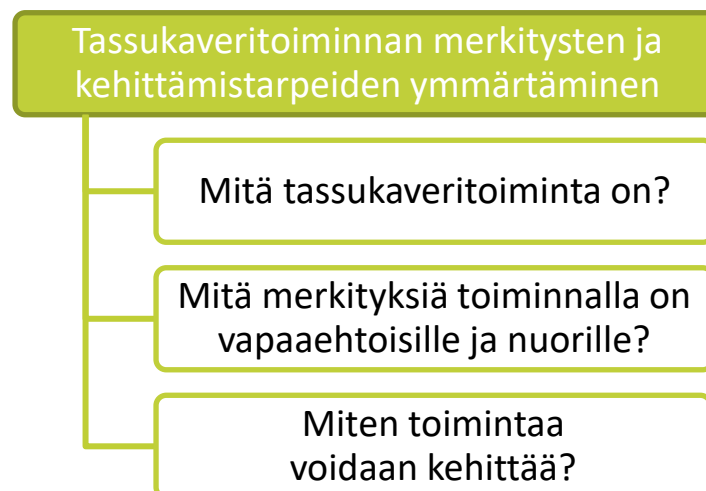 Tassukaveritoiminnan merkitysten ja
kehittämistarpeiden ymmärtäminen
Mitä tassukaveritoiminta on?
Mitä merkityksiä toiminnalla on
vapaaehtoisille ja nuorille?
Miten toimintaa
voidaan kehittää?